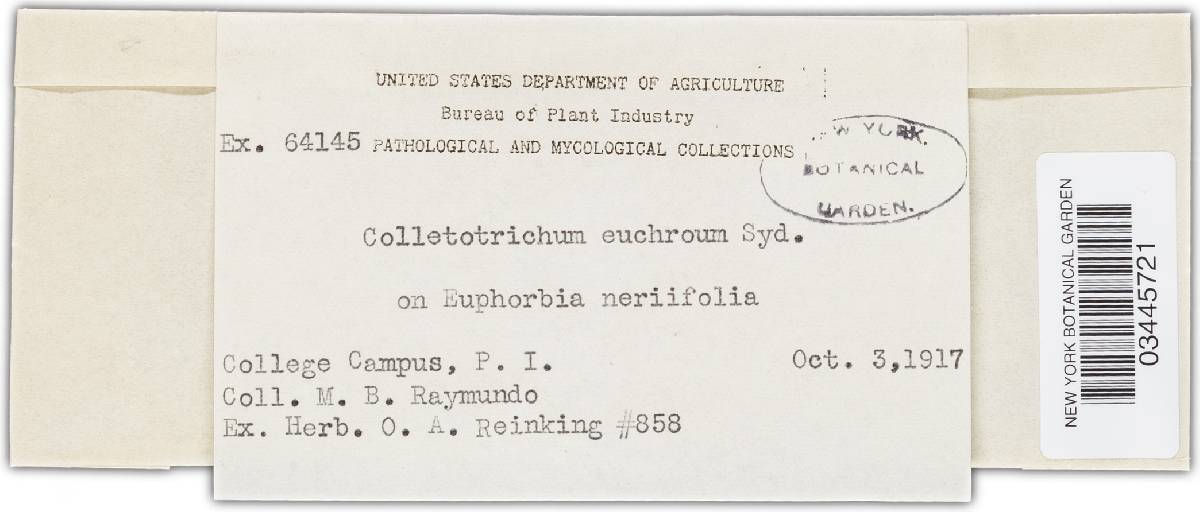 UNITED STATES DEPARTMENT OF AGRICULTURE
Bureau of Plant Industry
Ex. 64145 PATHOLOGICAL AND MYCOLOGICAL COLLECTIONS
NEW YORK
BOTANICAL
GARDEN.
Colletotrichum euchroum Syd.
on Euphorbia neriifolia
College Campus, P. I. Oct. 3,1917
Coll. M. B. Raymundo
Ex. Herb. O. A. Reinking #858
NEW YORK BOTANICAL GARDEN
03445721